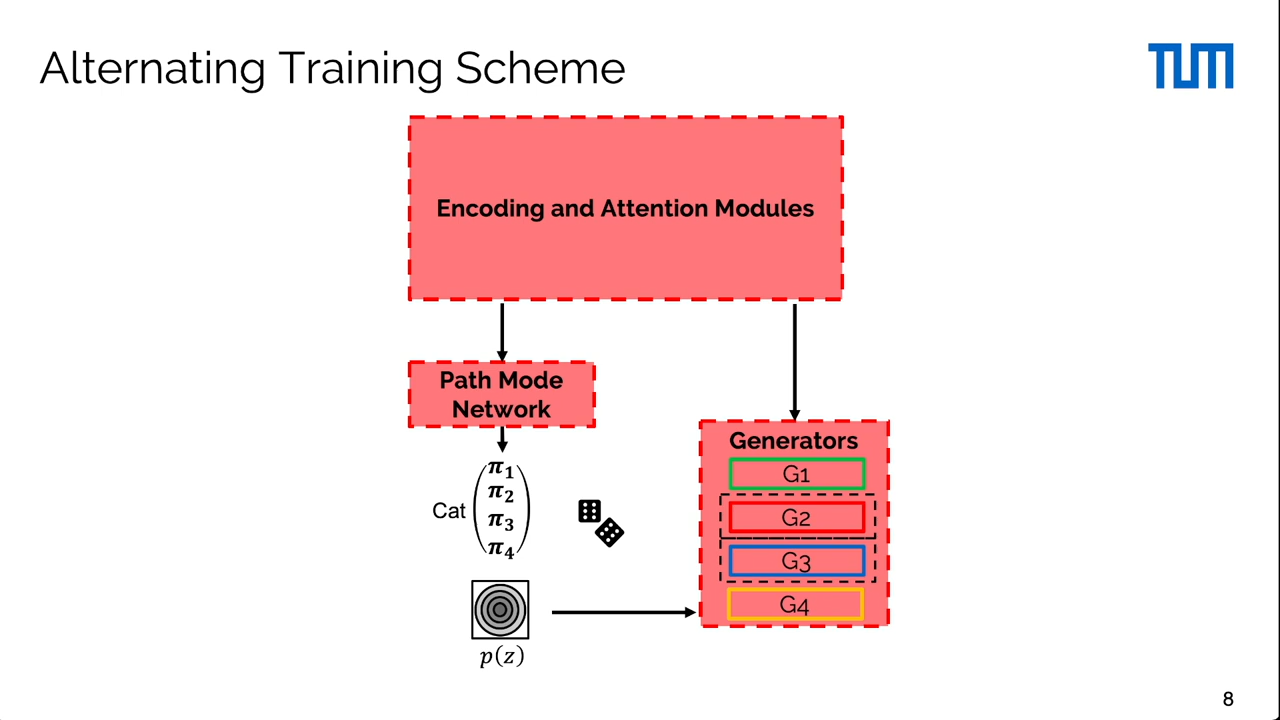 Alternating Training Scheme
TUM
Encoding and Attention Modules
Path Mode
Network
Generators
G1
G2
G3
G4
Cat
π1
π2
π3
π4
p(z)
8